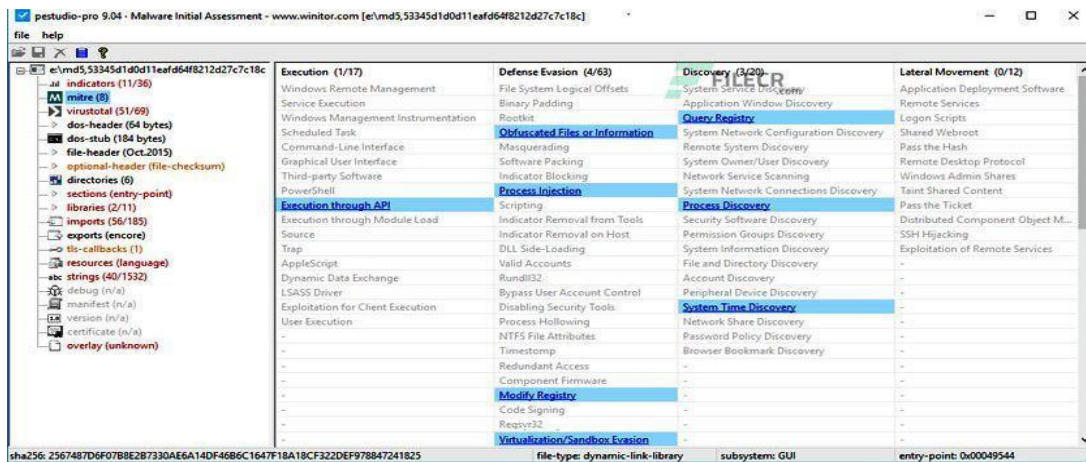 pestudio-pro 9.04 - Malware Initial Assessment - www.winitor.com [e:\md5,53345d1d0d11eafd64f8212d27c7c18c]
file help
e:\md5,53345d1d0d11eafd64f8212d27c7c18c
indicators (11/36)
mitre (8)
virustotal (51/69)
dos-header (64 bytes)
dos-stub (184 bytes)
file-header (Oct.2015)
optional-header (file-checksum)
directories (6)
sections (entry-point)
libraries (2/11)
imports (56/185)
exports (encore)
tls-callbacks (1)
resources (language)
abc strings (40/1532)
debug (n/a)
manifest (n/a)
version (n/a)
certificate (n/a)
overlay (unknown)
Execution (1/17)
Windows Remote Management
Service Execution
Windows Management Instrumentation
Scheduled Task
Command-Line Interface
Graphical User Interface
Third-party Software
PowerShell
Execution through API
Execution through Module Load
Source
Trap
AppleScript
Dynamic Data Exchange
LSASS Driver
Exploitation for Client Execution
User Execution
-
-
-
-
-
-
-
Defense Evasion (4/63)
File System Logical Offsets
Binary Padding
Rootkit
Obfuscated Files or Information
Masquerading
Software Packing
Indicator Blocking
Process Injection
Scripting
Indicator Removal from Tools
Indicator Removal on Host
DLL Side-Loading
Valid Accounts
Rundll32
Bypass User Account Control
Disabling Security Tools
Process Hollowing
NTFS File Attributes
Timestomp
Redundant Access
Component Firmware
Modify Registry
Code Signing
Regsvr32
Virtualization/Sandbox Evasion
Discovery (3/20)
FILECR
.com
System Service Discovery
Application Window Discovery
Query Registry
System Network Configuration Discovery
Remote System Discovery
System Owner/User Discovery
Network Service Scanning
System Network Connections Discovery
Process Discovery
Security Software Discovery
Permission Groups Discovery
System Information Discovery
File and Directory Discovery
Account Discovery
Peripheral Device Discovery
System Time Discovery
Network Share Discovery
Password Policy Discovery
Browser Bookmark Discovery
-
-
-
-
-
-
Lateral Movement (0/12)
Application Deployment Software
Remote Services
Logon Scripts
Shared Webroot
Pass the Hash
Remote Desktop Protocol
Windows Admin Shares
Taint Shared Content
Pass the Ticket
Distributed Component Object M...
SSH Hijacking
Exploitation of Remote Services
-
-
-
-
-
-
-
-
-
-
-
-
-
sha256: 2567487D6F07B8E2B7330AE6A14DF46B6C1647F18A18CF322DEF978847241825
file-type: dynamic-link-library
subsystem: GUI
entry-point: 0x00049544